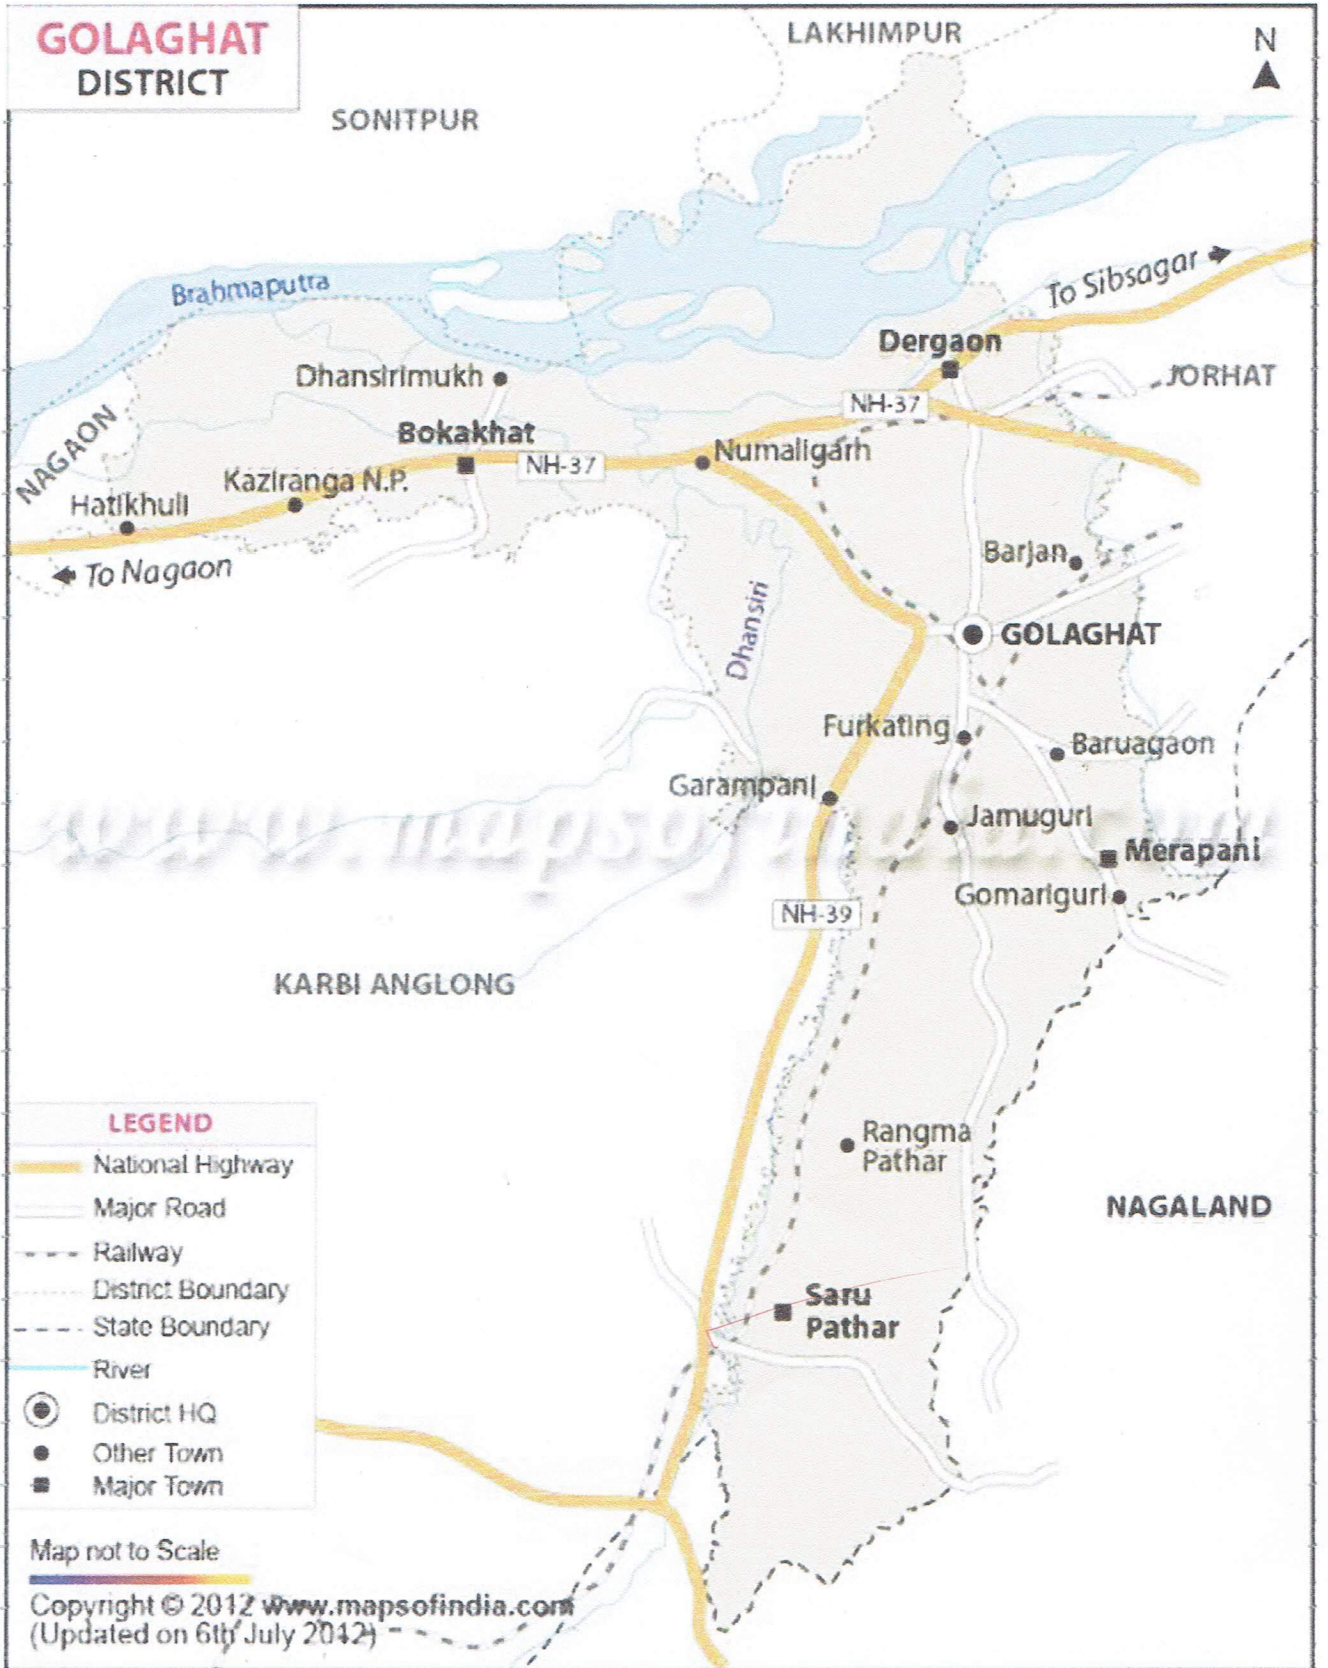 GOLAGHAT
DISTRICT
LAKHIMPUR
N
SONITPUR
Brahmaputra
To Sibsagar
Dergaon
Dhansirimukh
JORHAT
NH-37
NAGAON
Bokakhat
NH-37
Numaligarh
Kaziranga N.P.
Hatikhuli
To Nagaon
Barjan
Dhansiri
GOLAGHAT
Furkating
Baruagaon
Garampani
www.mapsofindia.com
Jamuguri
Merapani
Gomariguri
NH-39
KARBI ANGLONG
LEGEND
National Highway
Major Road
Railway
District Boundary
State Boundary
River
District HQ
Other Town
Major Town
Rangma
Pathar
NAGALAND
Saru
Pathar
Map not to Scale
Copyright © 2012 www.mapsofindia.com
(Updated on 6th July 2012)